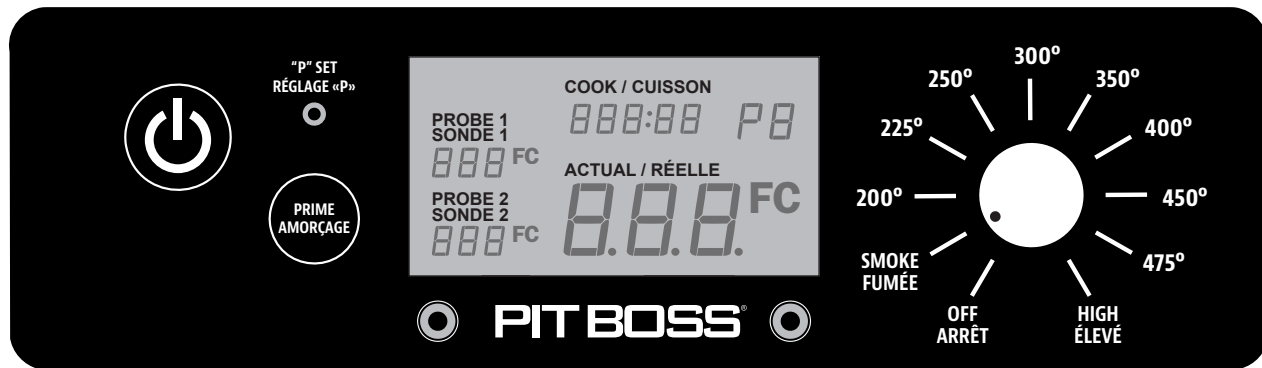 “P” SET
RÉGLAGE «P»
PRIME
AMORÇAGE
COOK / CUISSON
888:88 P8
PROBE 1
SONDE 1
888 FC
ACTUAL / RÉELLE
8.8.8. FC
PROBE 2
SONDE 2
888 FC
PIT BOSS®
OFF
ARRÊT
SMOKE
FUMÉE
200º
225º
250º
300º
350º
400º
450º
475º
HIGH
ÉLEVÉ